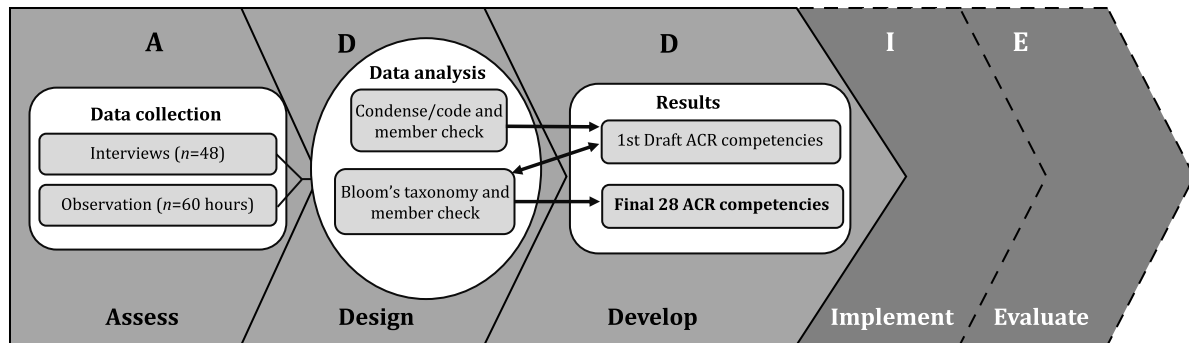 A
D
D
I
E
Data collection
Interviews (n=48)
Observation (n=60 hours)
Data analysis
Condense/code and
member check
Bloom’s taxonomy and
member check
Results
1st Draft ACR competencies
Final 28 ACR competencies
Assess
Design
Develop
Implement
Evaluate